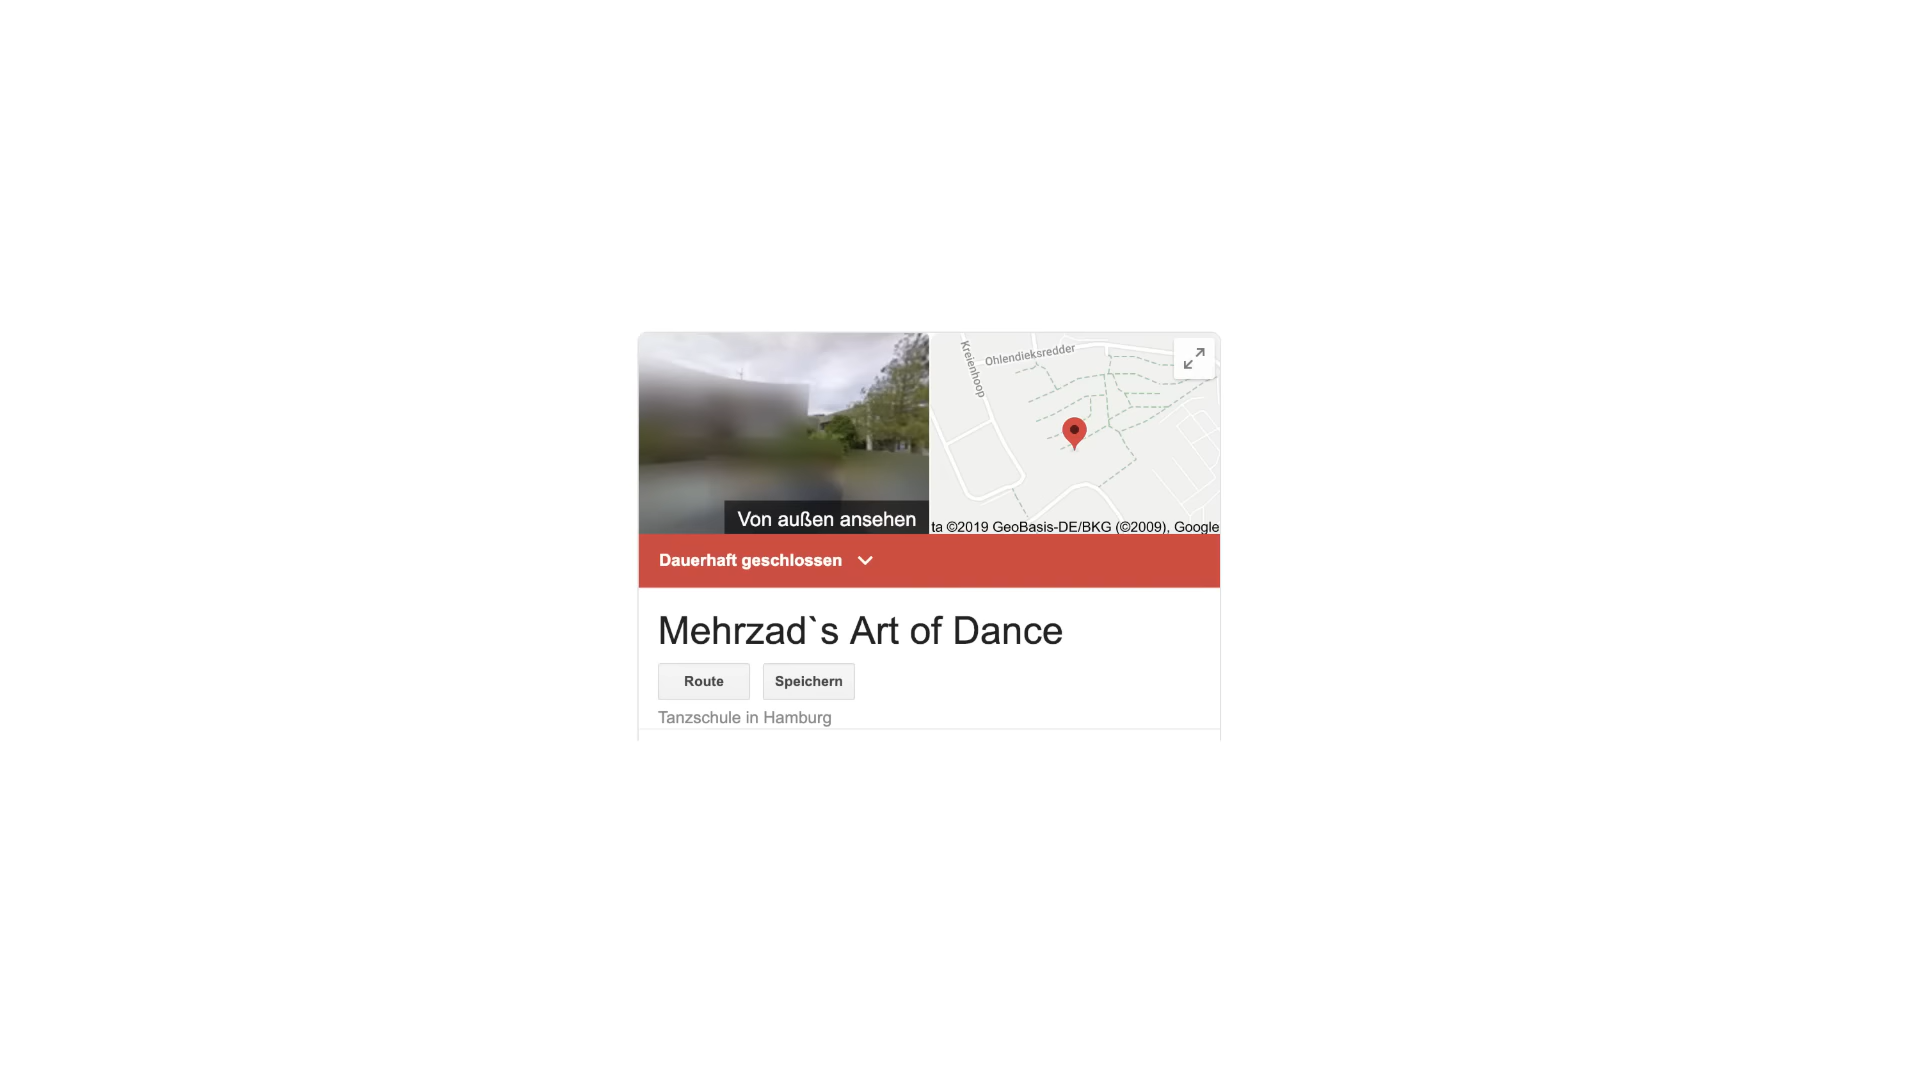 Kreienhoop
Ohlendieksredder
Von außen ansehen
ta ©2019 GeoBasis-DE/BKG (©2009), Google
Dauerhaft geschlossen
Mehrzad`s Art of Dance
Route
Speichern
Tanzschule in Hamburg